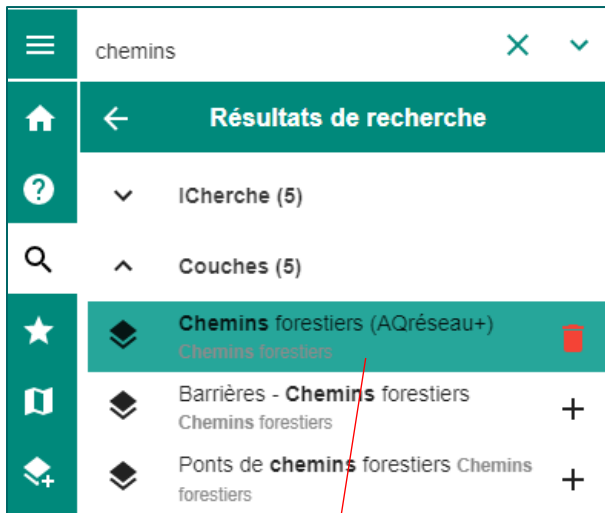 chemins
Résultats de recherche
ICherche (5)
Couches (5)
Chemins forestiers (AQréseau+)
Chemins forestiers
Barrières - Chemins forestiers
Chemins forestiers
Ponts de chemins forestiers Chemins
forestiers